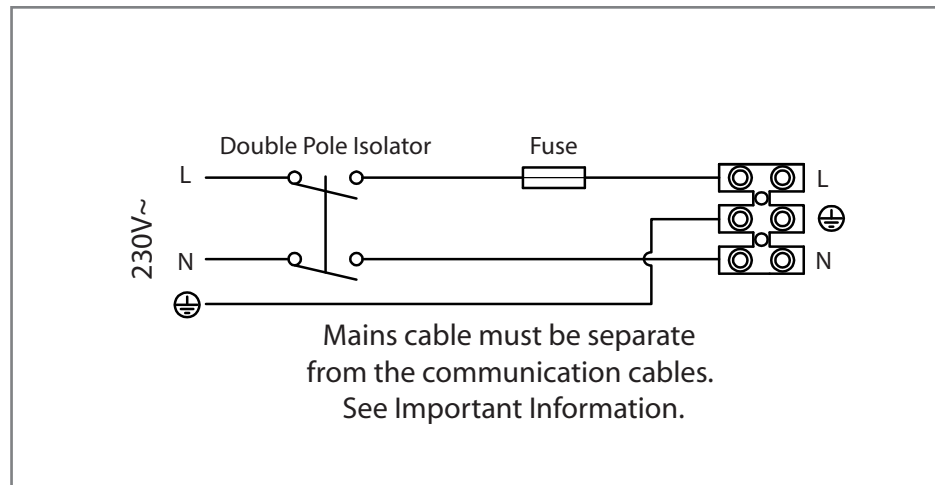 Double Pole Isolator
Fuse
L
L
230V~
N
N
Mains cable must be separate
from the communication cables.
See Important Information.